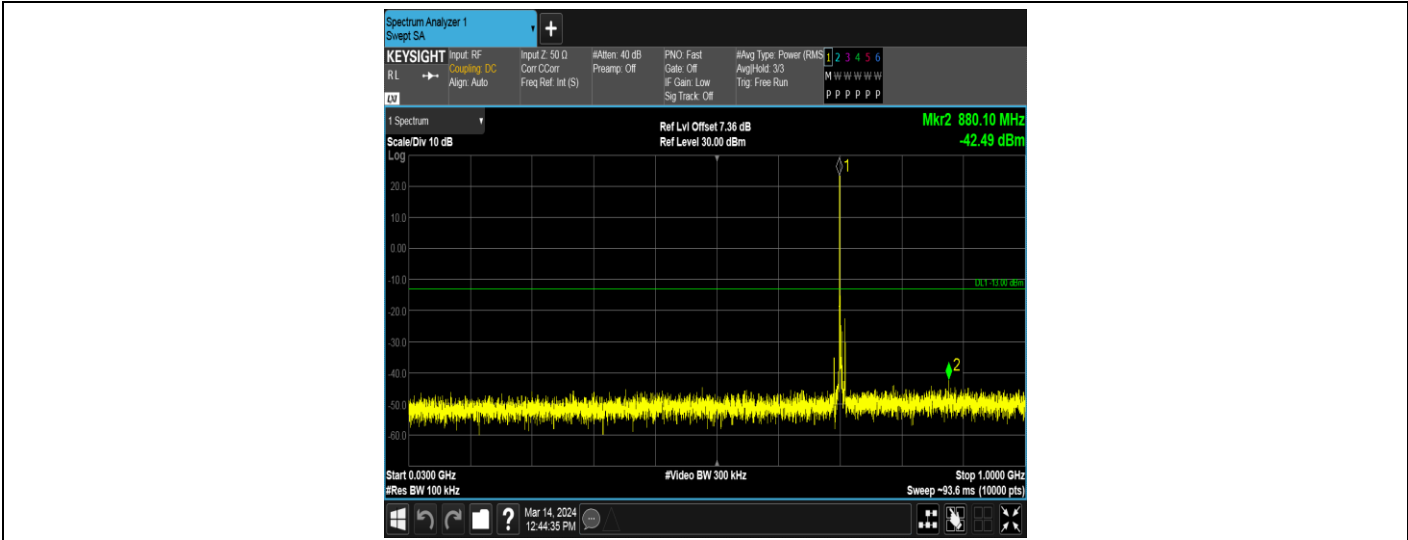 Spectrum Analyzer 1
Swept SA
+
KEYSIGHT Input: RF Input Z: 50 Ω #Atten: 40 dB PNO: Fast #Avg Type: Power (RMS 1 2 3 4 5 6
RL Coupling: DC Corr CCorr Preamp: Off Gate: Off Avg|Hold: 3/3 M W W W W W
Align: Auto Freq Ref: Int (S) IF Gain: Low Trig: Free Run P P P P P P
LXI Sig Track: Off
1 Spectrum Ref Lvl Offset 7.36 dB Mkr2 880.10 MHz
Scale/Div 10 dB Ref Level 30.00 dBm -42.49 dBm
Log
1
20.0
10.0
0.00
-10.0
DL1 -13.00 dBm
-20.0
-30.0
-40.0
2
-50.0
-60.0
Start 0.0300 GHz #Video BW 300 kHz Stop 1.0000 GHz
#Res BW 100 kHz Sweep ~93.6 ms (10000 pts)
? Mar 14, 2024
12:44:35 PM